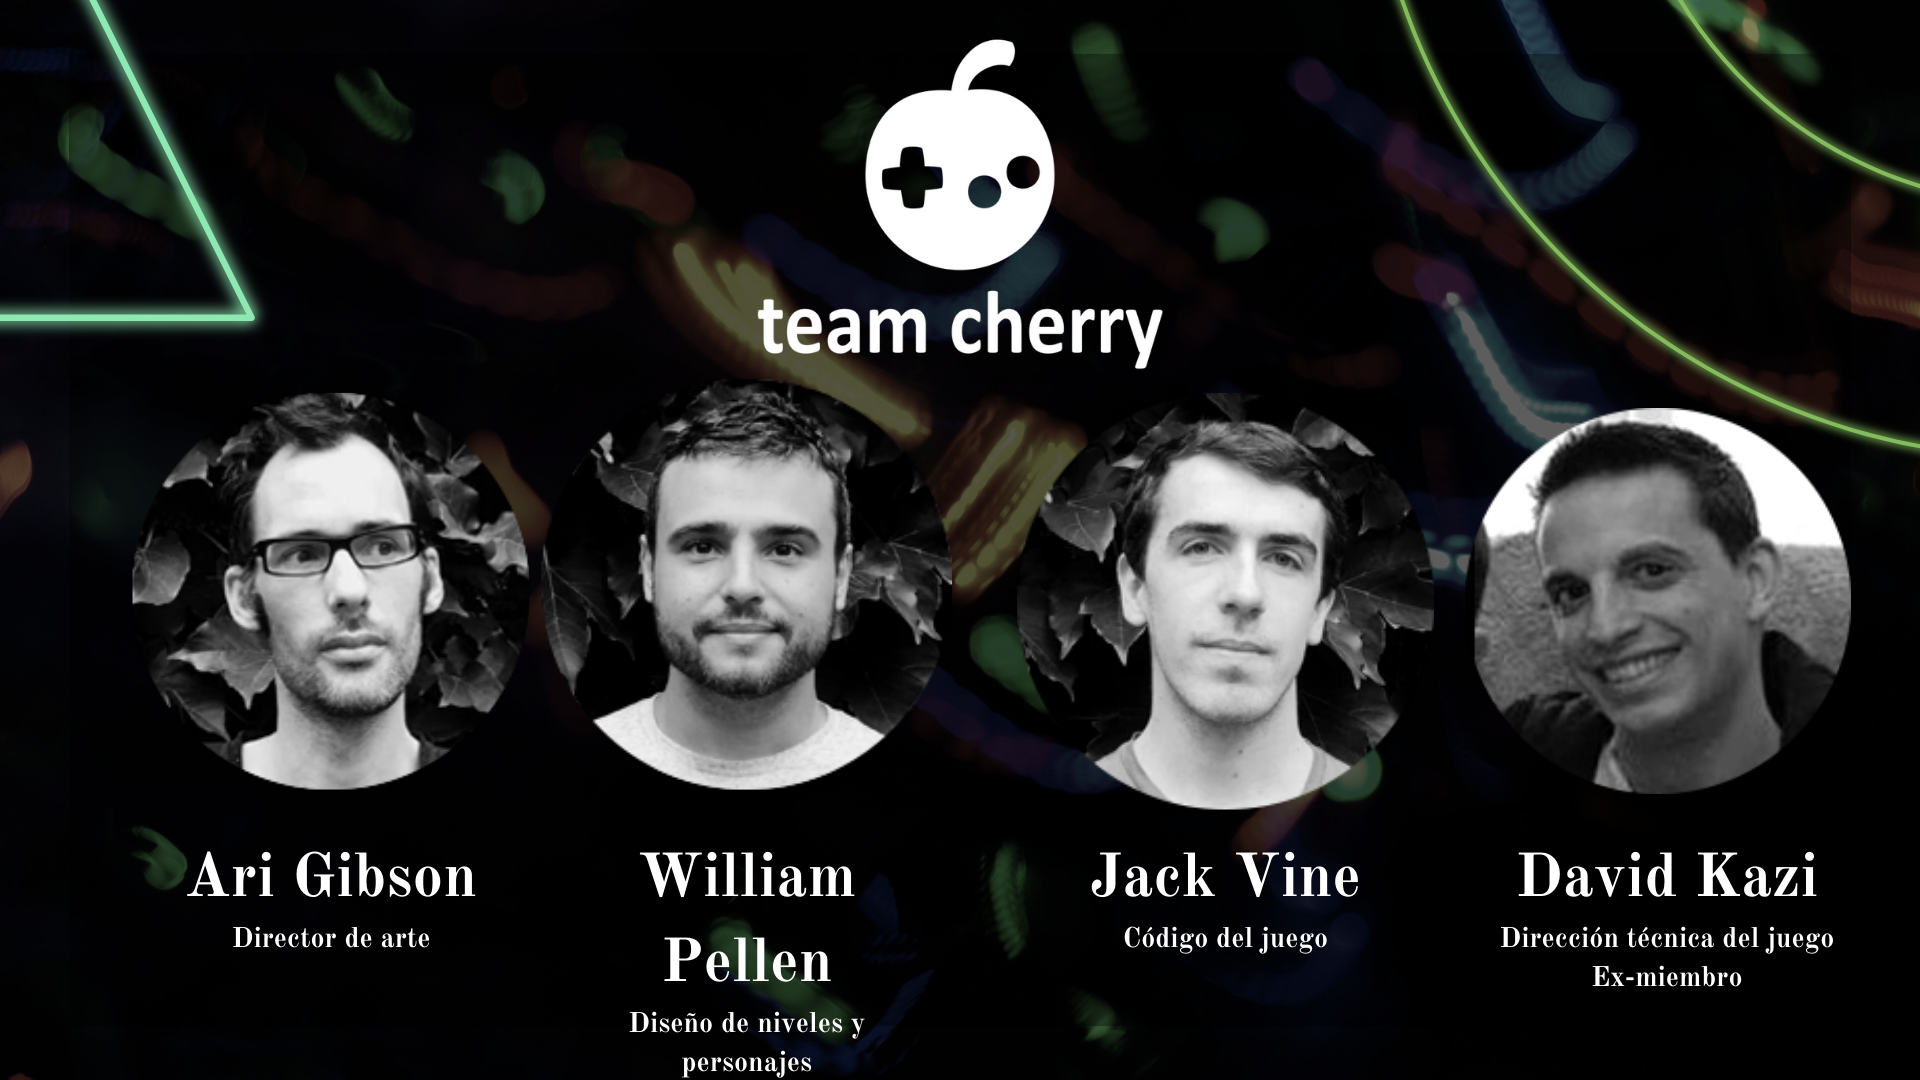 team cherry
Ari Gibson
Director de arte
William
Pellen
Diseño de niveles y
personajes
Jack Vine
Código del juego
David Kazi
Dirección técnica del juego
Ex-miembro